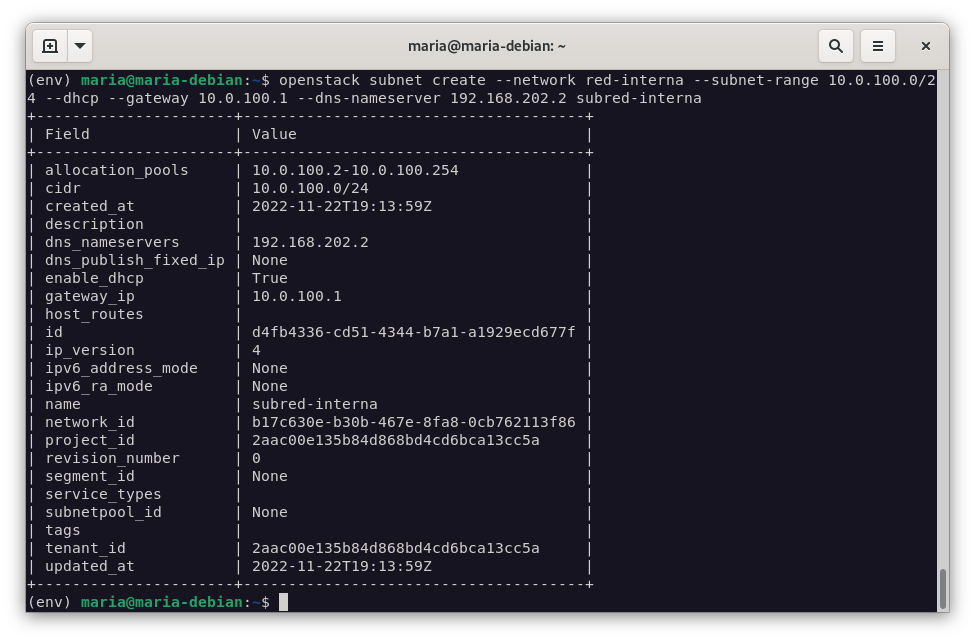 maria@maria-debian: ~
(env) maria@maria-debian:~$ openstack subnet create --network red-interna --subnet-range 10.0.100.0/2
4 --dhcp --gateway 10.0.100.1 --dns-nameserver 192.168.202.2 subred-interna
+----------------------+--------------------------------------+
| Field                | Value                                |
+----------------------+--------------------------------------+
| allocation_pools     | 10.0.100.2-10.0.100.254              |
| cidr                 | 10.0.100.0/24                        |
| created_at           | 2022-11-22T19:13:59Z                 |
| description          |                                      |
| dns_nameservers      | 192.168.202.2                        |
| dns_publish_fixed_ip | None                                 |
| enable_dhcp          | True                                 |
| gateway_ip           | 10.0.100.1                           |
| host_routes          |                                      |
| id                   | d4fb4336-cd51-4344-b7a1-a1929ecd677f |
| ip_version           | 4                                    |
| ipv6_address_mode    | None                                 |
| ipv6_ra_mode         | None                                 |
| name                 | subred-interna                       |
| network_id           | b17c630e-b30b-467e-8fa8-0cb762113f86 |
| project_id           | 2aac00e135b84d868bd4cd6bca13cc5a     |
| revision_number      | 0                                    |
| segment_id           | None                                 |
| service_types        |                                      |
| subnetpool_id        | None                                 |
| tags                 |                                      |
| tenant_id            | 2aac00e135b84d868bd4cd6bca13cc5a     |
| updated_at           | 2022-11-22T19:13:59Z                 |
+----------------------+--------------------------------------+
(env) maria@maria-debian:~$